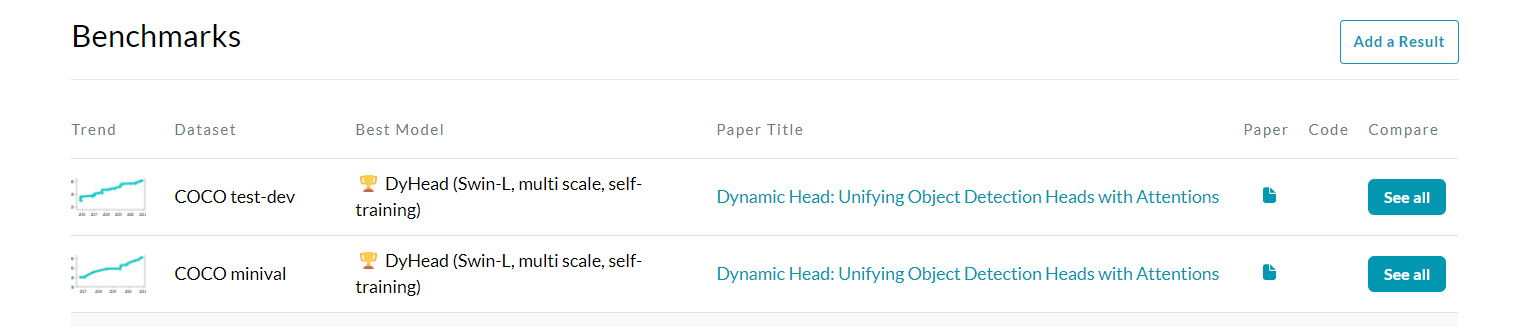 Benchmarks
Add a Result
Trend Dataset Best Model Paper Title Paper Code Compare
DyHead (Swin-L, multi scale, self-
COCO test-dev Dynamic Head: Unifying Object Detection Heads with Attentions See all
training)
DyHead (Swin-L, multi scale, self-
COCO minival Dynamic Head: Unifying Object Detection Heads with Attentions See all
training)